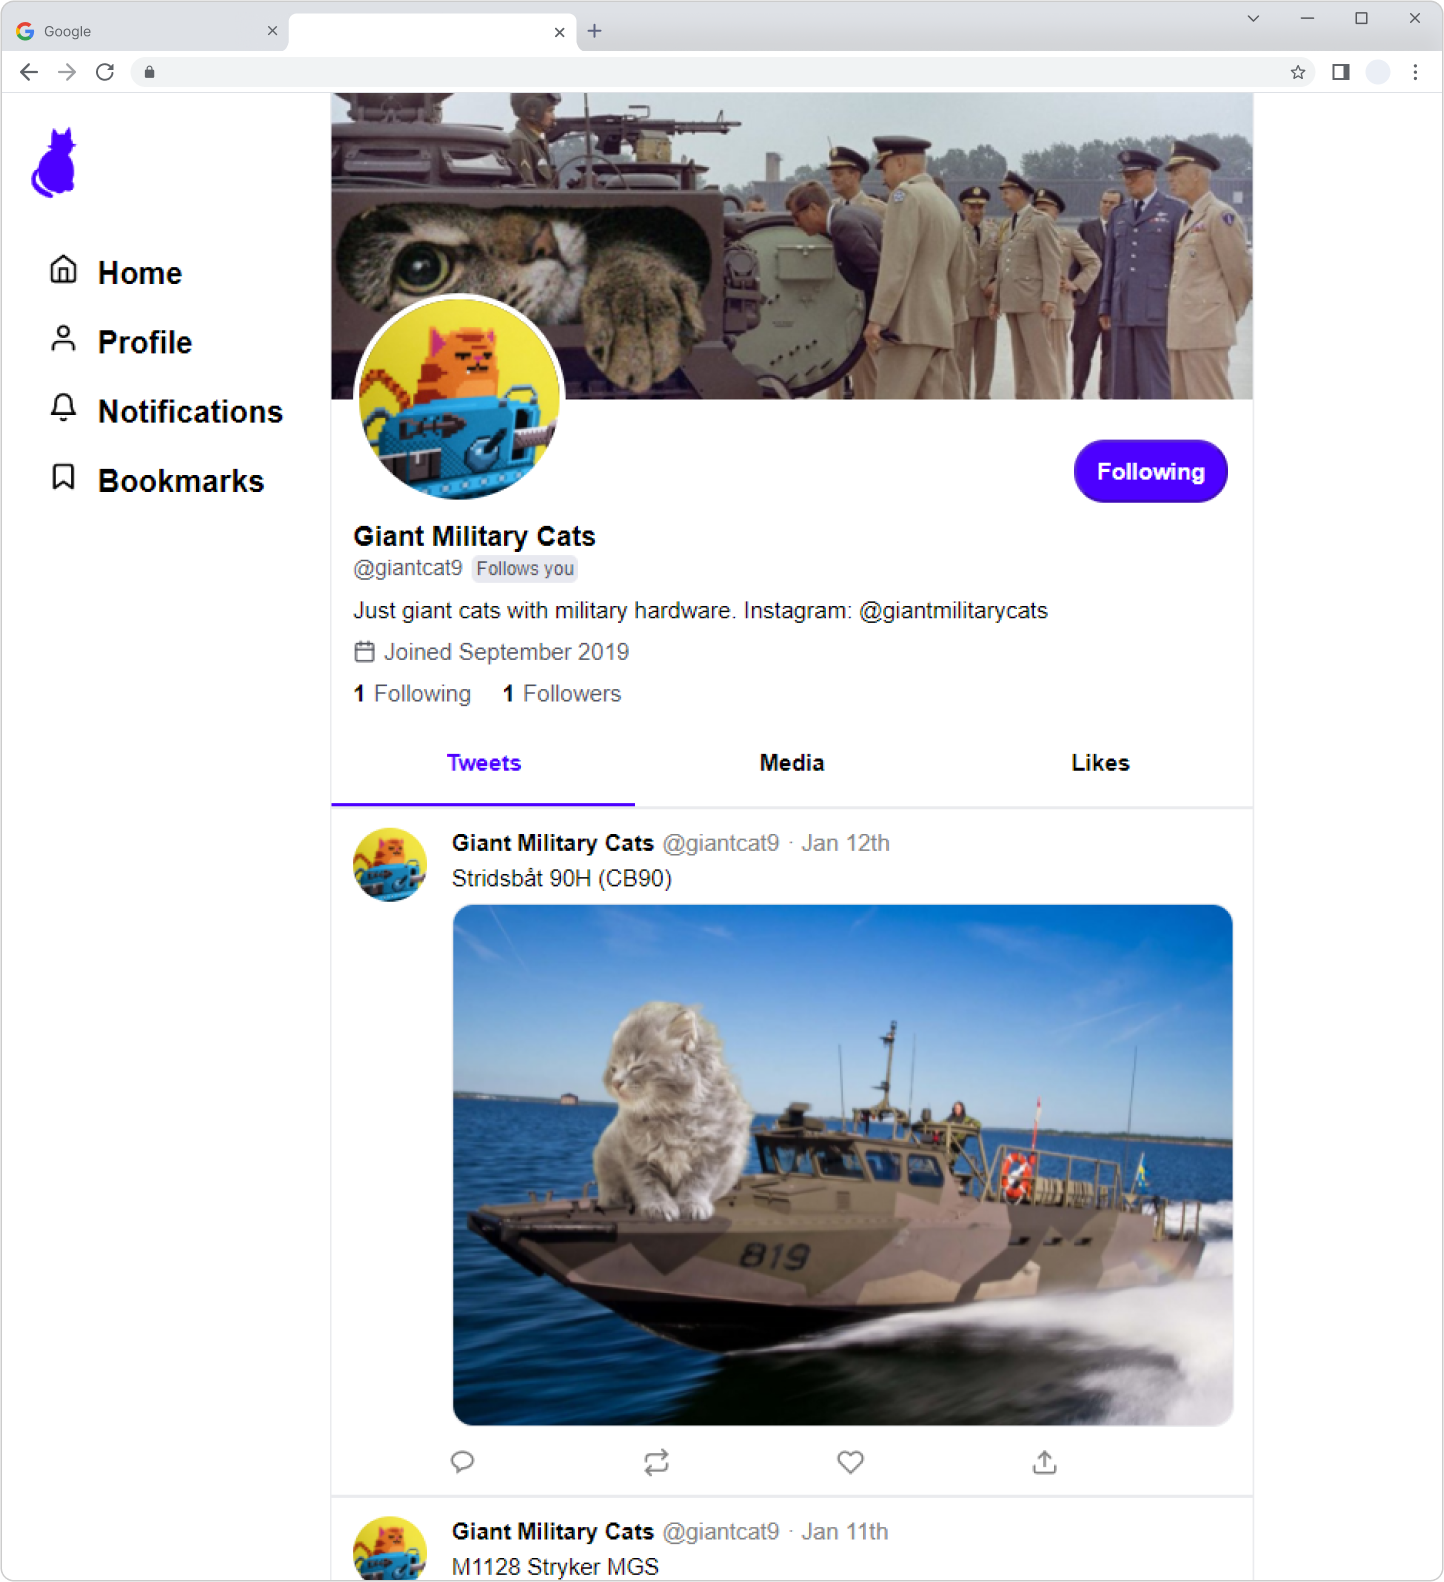 Google
Home
Profile
Notifications
Bookmarks
Following
Giant Military Cats
@giantcat9 Follows you
Just giant cats with military hardware. Instagram: @giantmilitarycats
Joined September 2019
1 Following 1 Followers
Tweets Media Likes
Giant Military Cats @giantcat9 · Jan 12th
Stridsbåt 90H (CB90)
819
Giant Military Cats @giantcat9 · Jan 11th
M1128 Stryker MGS